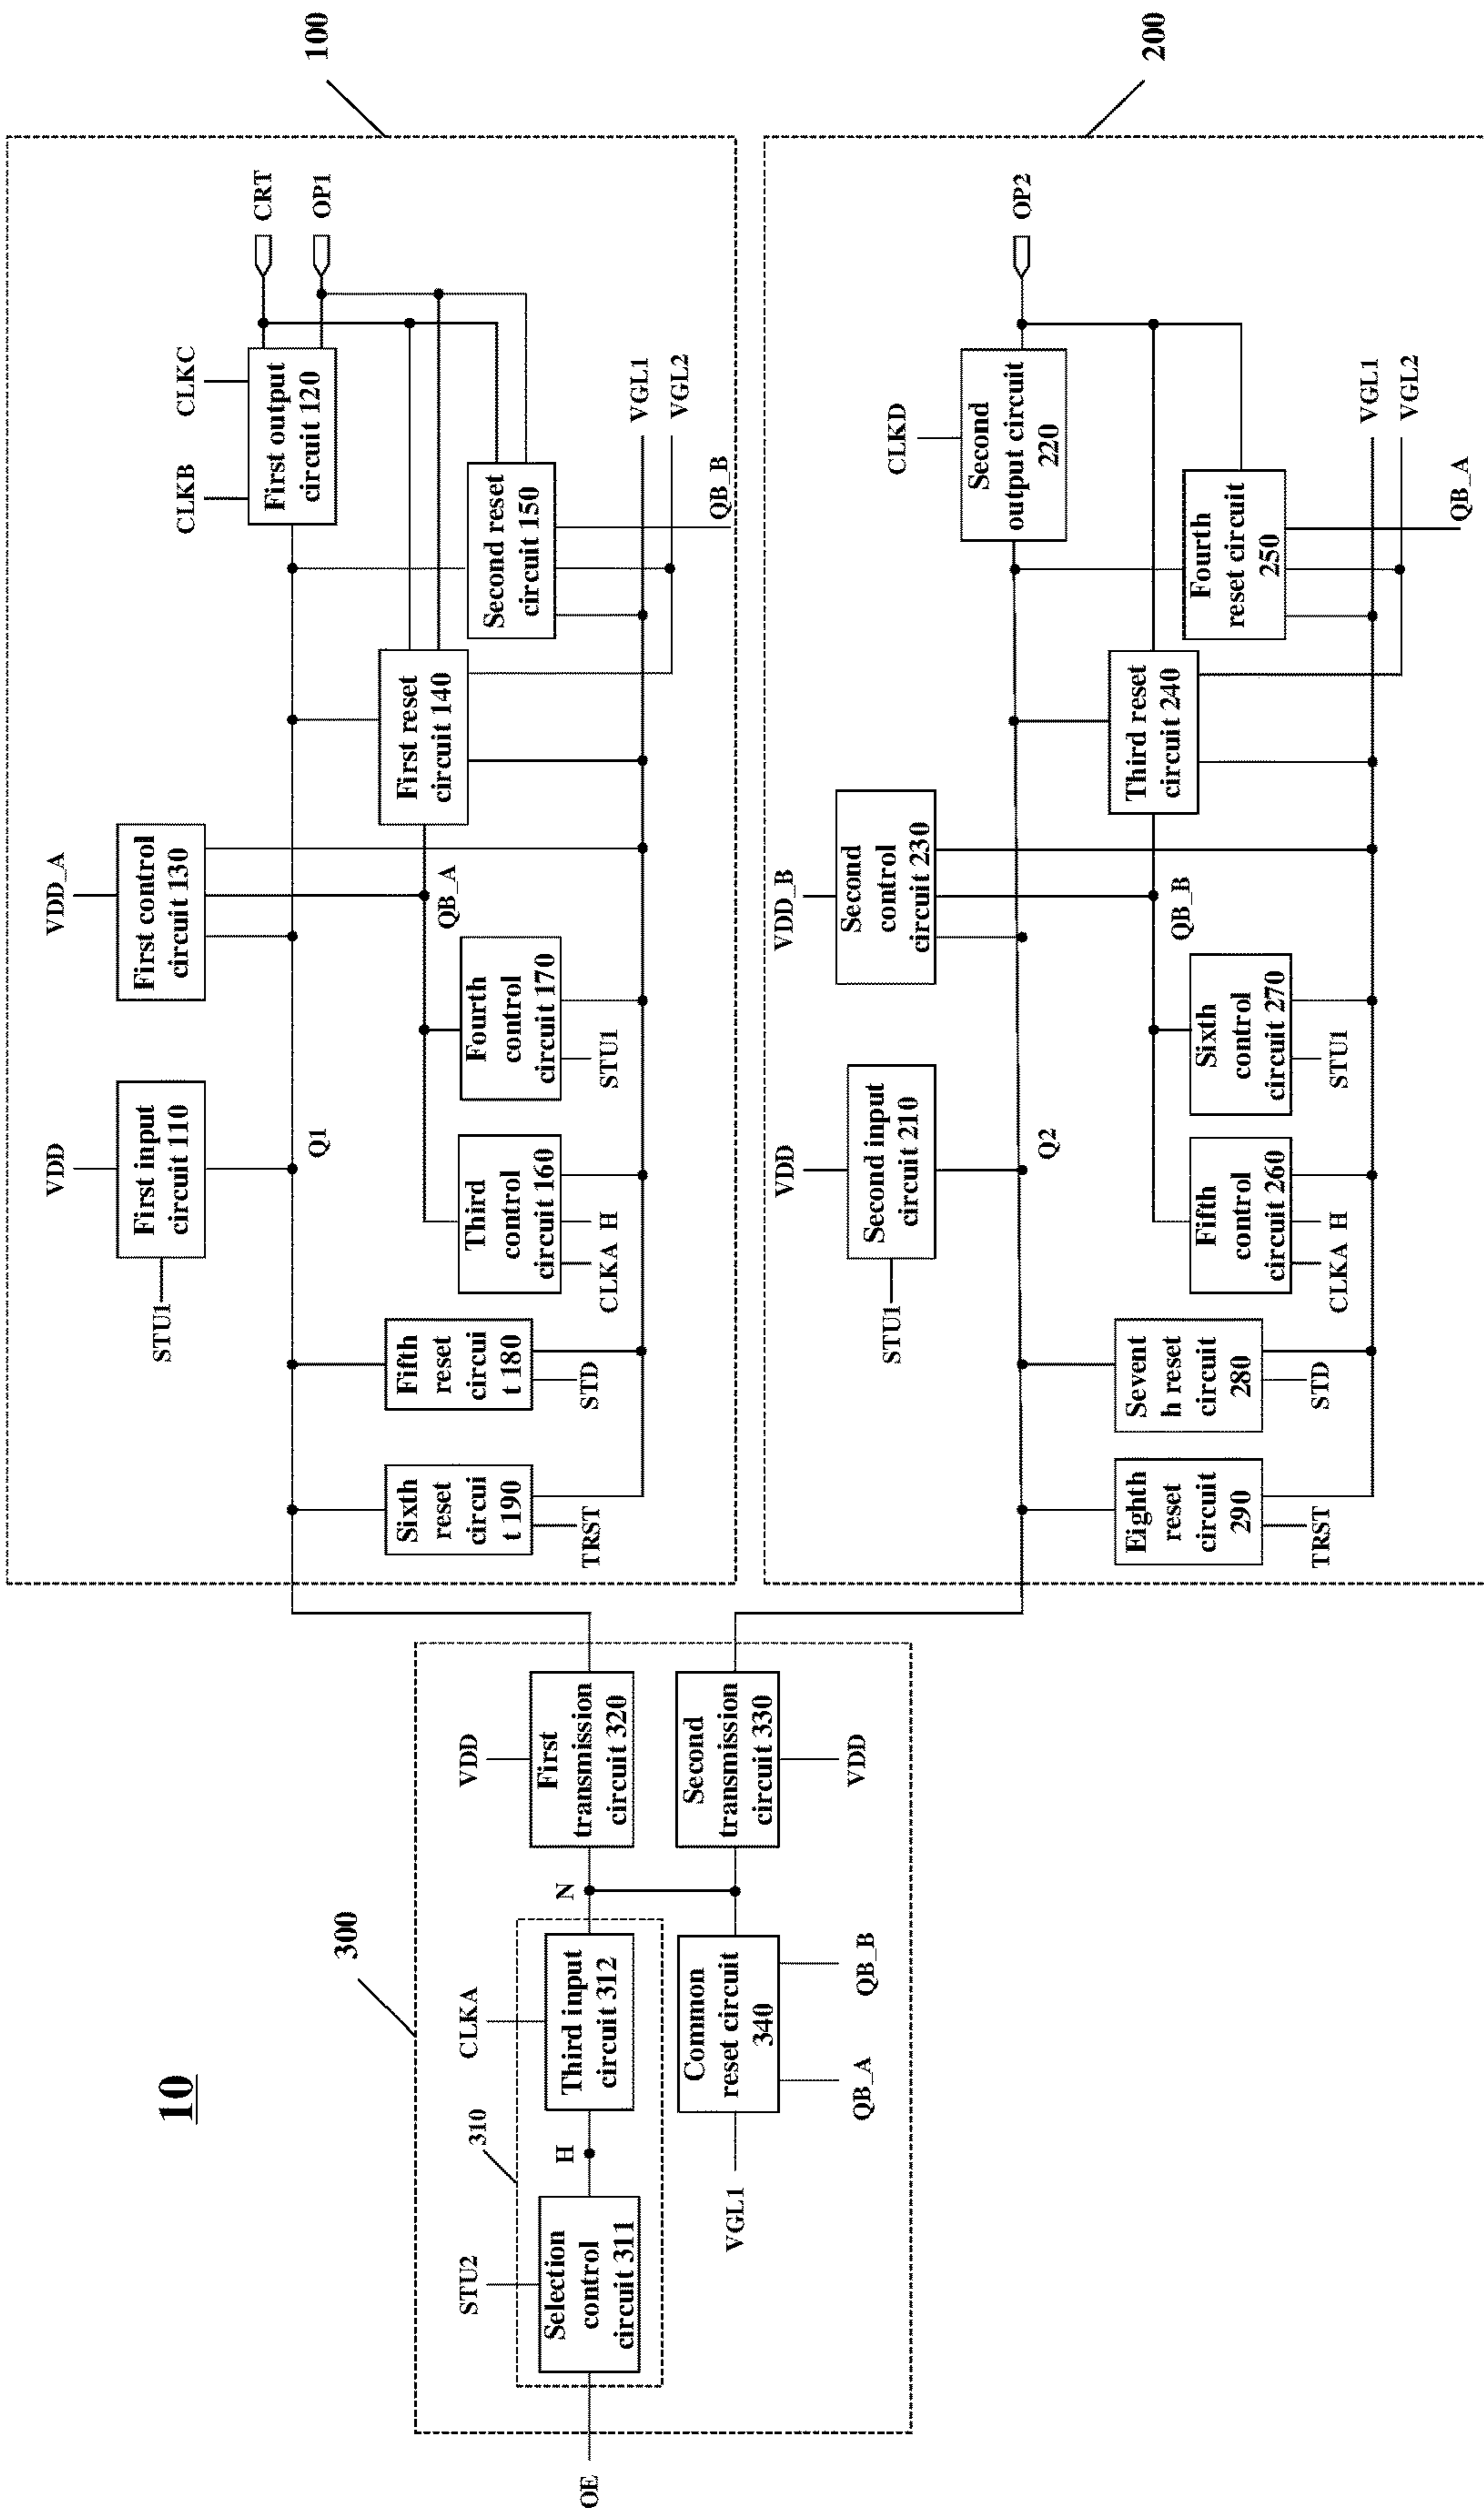 10
300
310
OE
STU2
Selection
control
circuit 311
H
CLKA
Third input
circuit 312
N
VGL1
Common
reset circuit
340
QB_A
QB_B
VDD
First
transmission
circuit 320
Second
transmission
circuit 330
VDD
100
Sixth
reset
circui
t 190
TRST
Fifth
reset
circui
t 180
STD
STU1
VDD
First input
circuit 110
Q1
Third
control
circuit 160
CLKA
H
Fourth
control
circuit 170
STU1
VDD_A
First control
circuit 130
QB_A
First reset
circuit 140
Second reset
circuit 150
CLKB
CLKC
First output
circuit 120
CRT
OP1
VGL1
VGL2
QB_B
200
Eighth
reset
circuit
290
TRST
Sevent
h reset
circuit
280
STD
STU1
VDD
Second input
circuit 210
Q2
Fifth
control
circuit 260
CLKA
H
Sixth
control
circuit 270
STU1
VDD_B
Second
control
circuit 230
QB_B
Third reset
circuit 240
Fourth
reset circuit
250
CLKD
Second
output circuit
220
OP2
VGL1
VGL2
QB_A